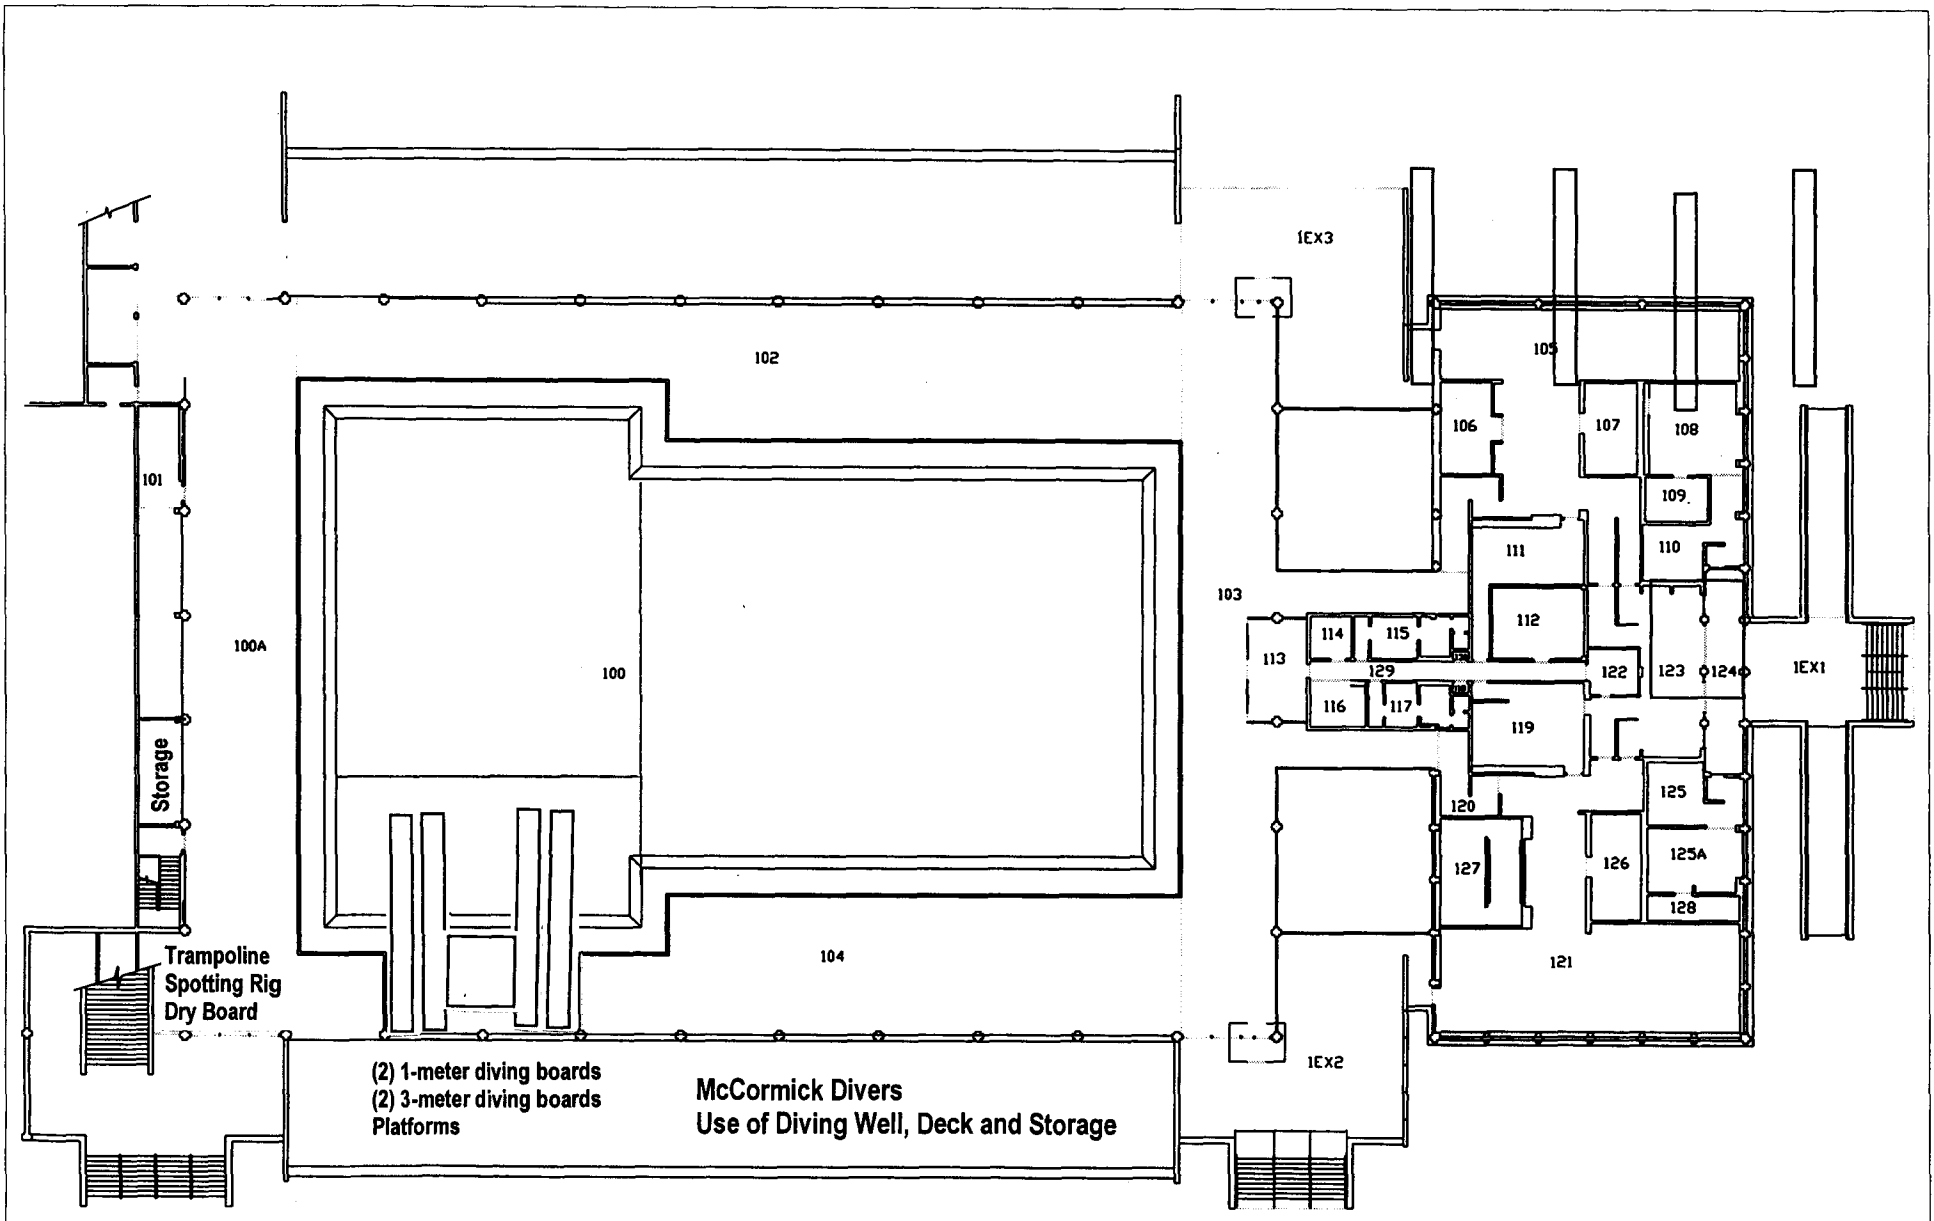 1EX3
102
105
106
107
108
101
109
110
111
103
112
114
115
100A
100
113
129
122
123
124
1EX1
116
117
119
Storage
125
120
125A
127
126
128
Trampoline
Spotting Rig
Dry Board
104
121
1EX2
(2) 1-meter diving boards
(2) 3-meter diving boards
Platforms
McCormick Divers
Use of Diving Well, Deck and Storage